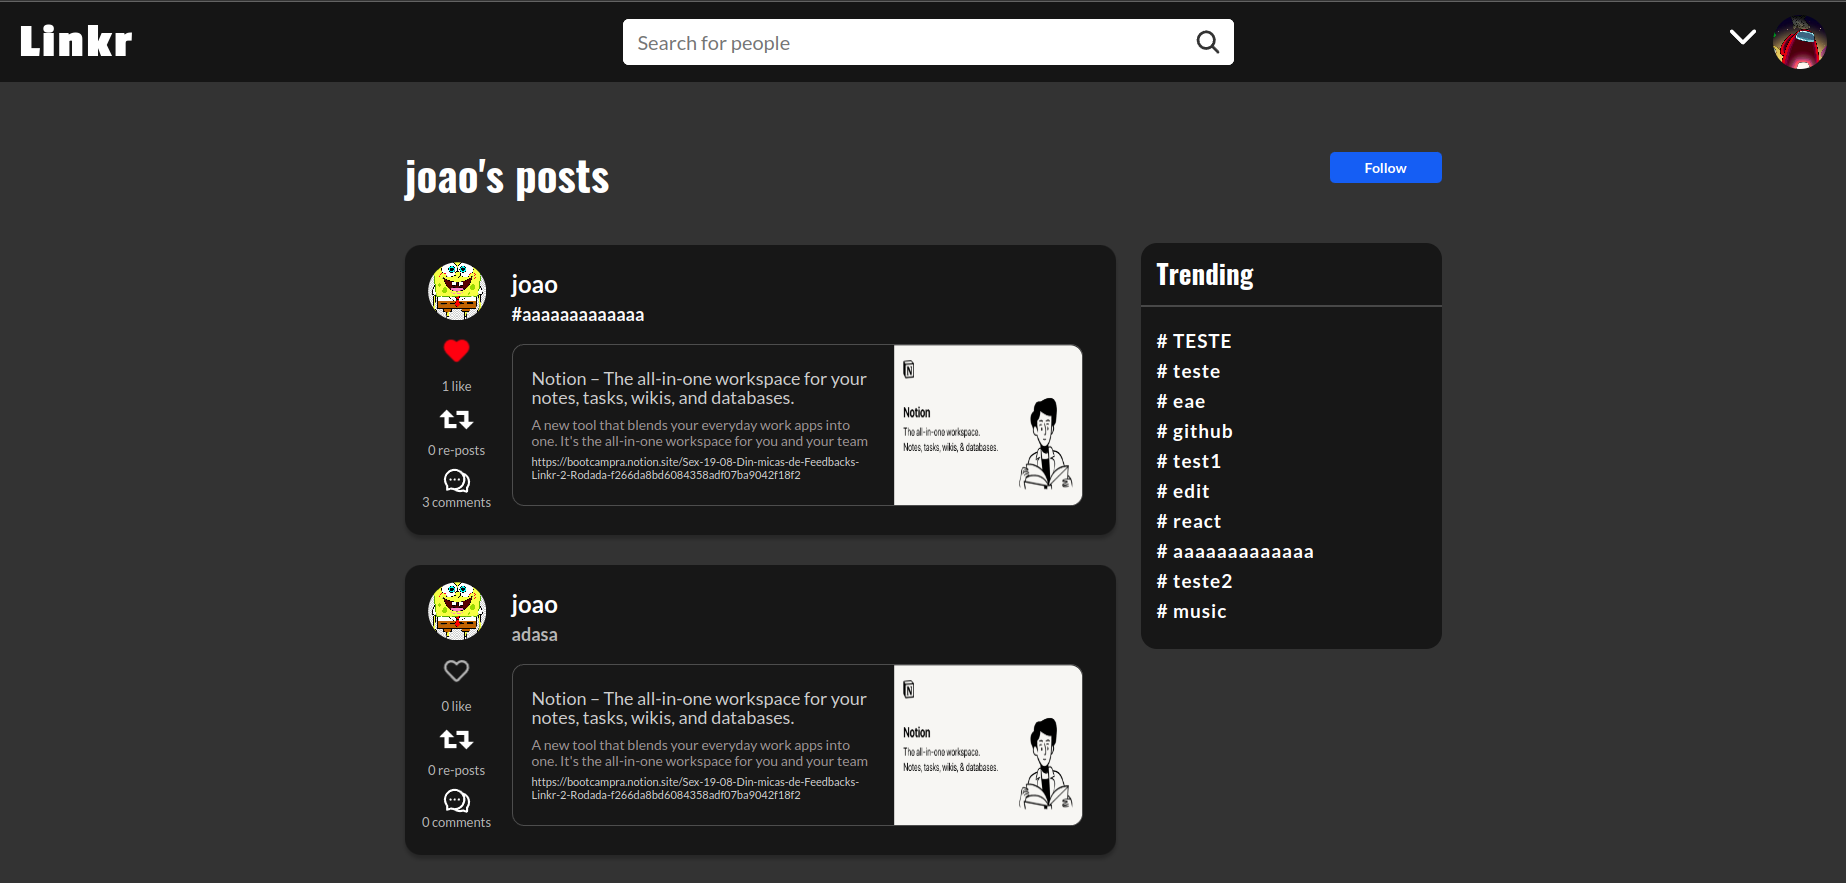 Linkr
Search for people
joao's posts
Follow
joao
#aaaaaaaaaaaaa
1 like
0 re-posts
3 comments
Notion – The all-in-one workspace for your
notes, tasks, wikis, and databases.
A new tool that blends your everyday work apps into
one. It's the all-in-one workspace for you and your team
https://bootcampra.notion.site/Sex-19-08-Din-micas-de-Feedbacks-
Linkr-2-Rodada-f266da8bd6084358adf07ba9042f18f2
N
Notion
The all-in-one workspace.
Notes, tasks, wikis, & databases.
joao
adasa
0 like
0 re-posts
0 comments
Notion – The all-in-one workspace for your
notes, tasks, wikis, and databases.
A new tool that blends your everyday work apps into
one. It's the all-in-one workspace for you and your team
https://bootcampra.notion.site/Sex-19-08-Din-micas-de-Feedbacks-
Linkr-2-Rodada-f266da8bd6084358adf07ba9042f18f2
N
Notion
The all-in-one workspace.
Notes, tasks, wikis, & databases.
Trending
# TESTE
# teste
# eae
# github
# test1
# edit
# react
# aaaaaaaaaaaaa
# teste2
# music